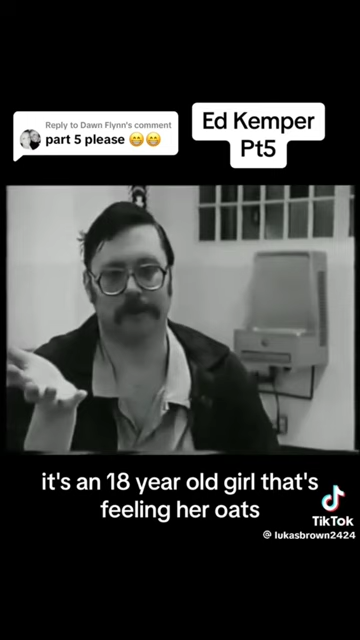 Reply to Dawn Flynn's comment
part 5 please 😁😁
Ed Kemper
Pt5
it's an 18 year old girl that's
feeling her oats
TikTok
@ lukasbrown2424